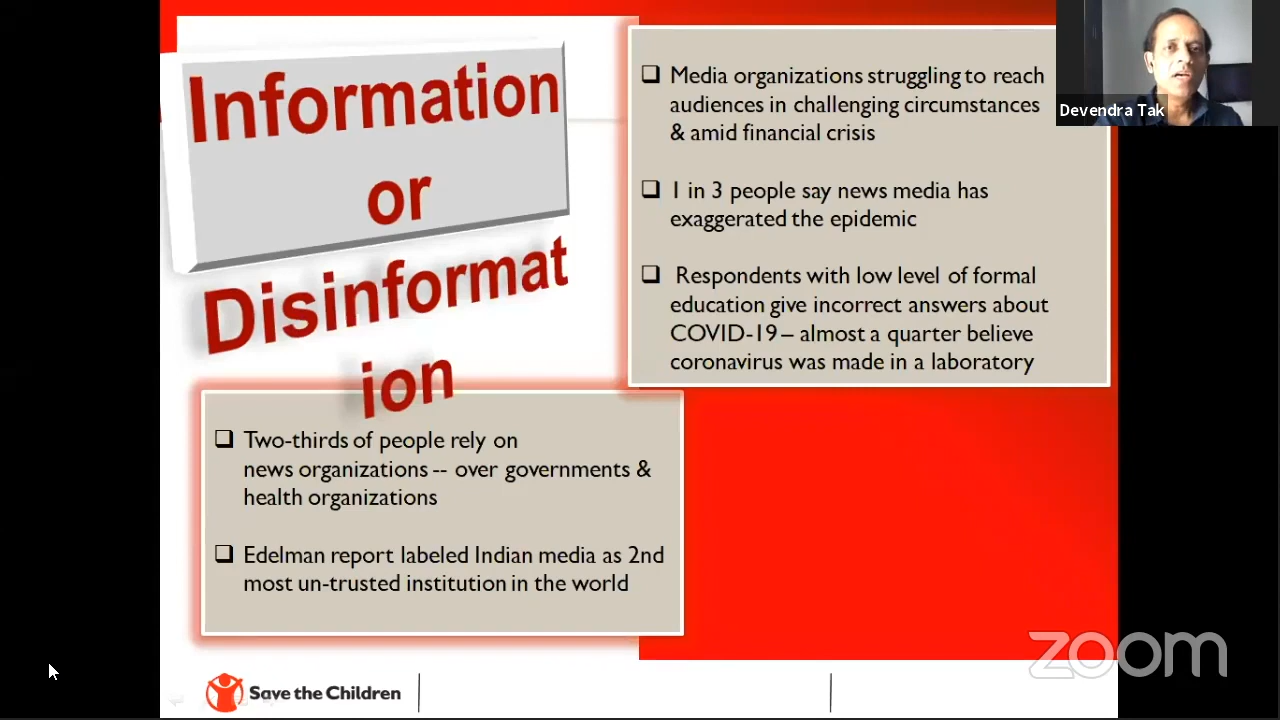 Information
or
Disinformat
ion
❑ Media organizations struggling to reach
audiences in challenging circumstances
& amid financial crisis
❑ 1 in 3 people say news media has
exaggerated the epidemic
❑ Respondents with low level of formal
education give incorrect answers about
COVID-19 – almost a quarter believe
coronavirus was made in a laboratory
❑ Two-thirds of people rely on
news organizations -- over governments &
health organizations
❑ Edelman report labeled Indian media as 2nd
most un-trusted institution in the world
Devendra Tak
Save the Children
zoom